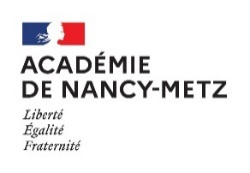 ACADÉMIE
DE NANCY-METZ
Liberté
Égalité
Fraternité